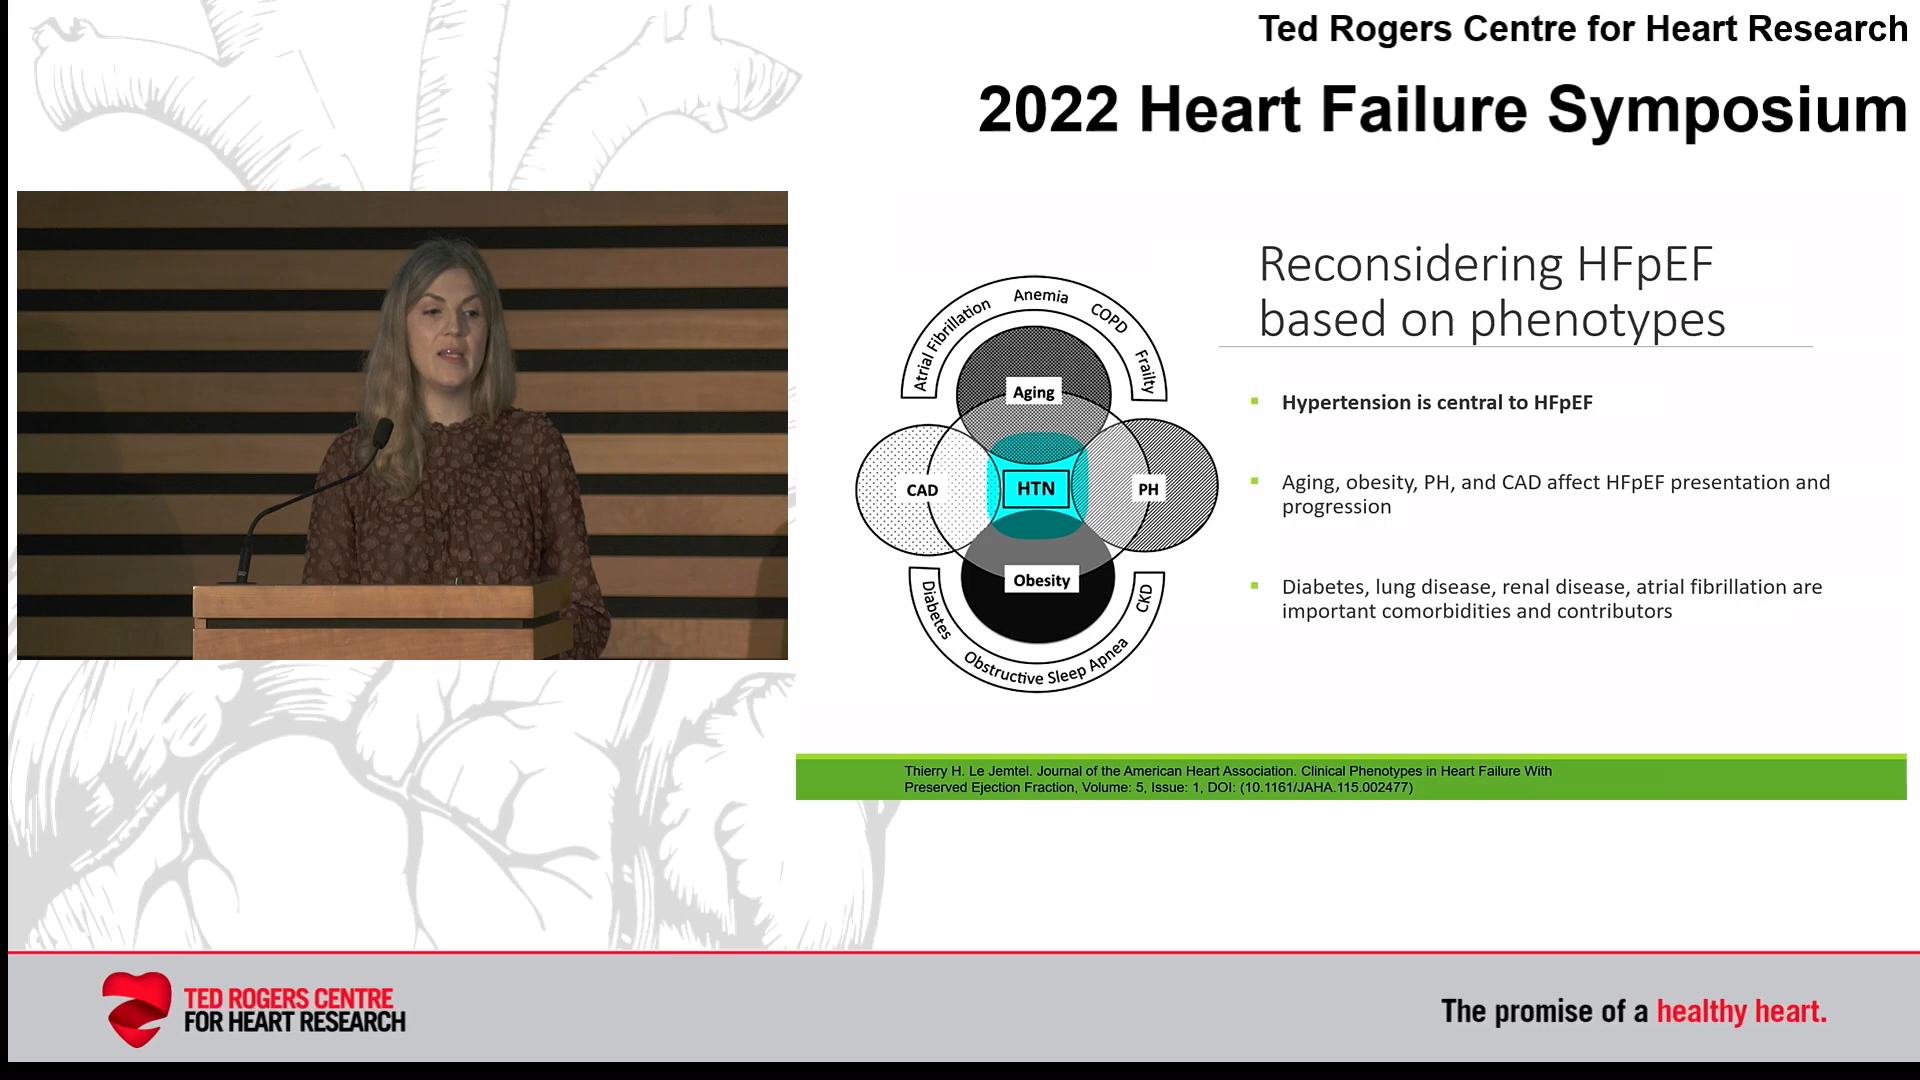 Ted Rogers Centre for Heart Research
2022 Heart Failure Symposium
Reconsidering HFpEF
based on phenotypes
Atrial Fibrillation
Anemia
COPD
Frailty
Aging
CAD
HTN
PH
Obesity
Diabetes
Obstructive Sleep Apnea
CKD
Hypertension is central to HFpEF
Aging, obesity, PH, and CAD affect HFpEF presentation and
progression
Diabetes, lung disease, renal disease, atrial fibrillation are
important comorbidities and contributors
Thierry H. Le Jemtel. Journal of the American Heart Association. Clinical Phenotypes in Heart Failure With
Preserved Ejection Fraction, Volume: 5, Issue: 1, DOI: (10.1161/JAHA.115.002477)
TED ROGERS CENTRE
FOR HEART RESEARCH
The promise of a healthy heart.